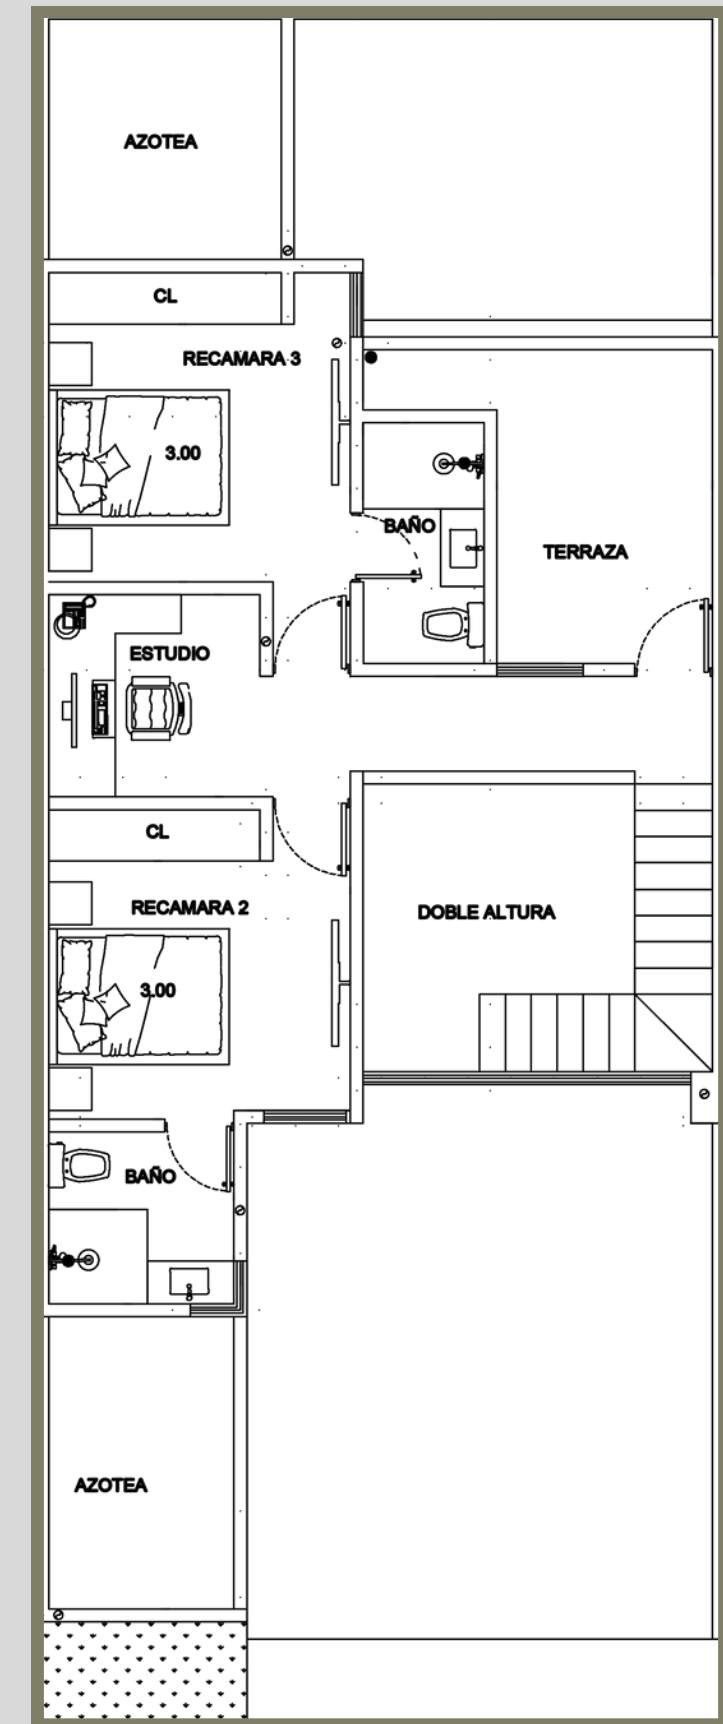 AZOTEA
CL
RECAMARA 3
3.00
BAÑO
TERRAZA
ESTUDIO
CL
RECAMARA 2
DOBLE ALTURA
3.00
BAÑO
AZOTEA